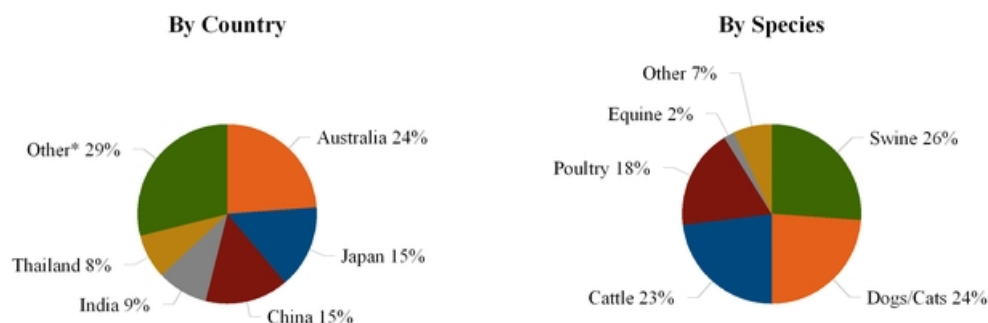 By Country
Other* 29%
Australia 24%
Thailand 8%
Japan 15%
India 9%
China 15%
By Species
Other 7%
Equine 2%
Swine 26%
Poultry 18%
Cattle 23%
Dogs/Cats 24%